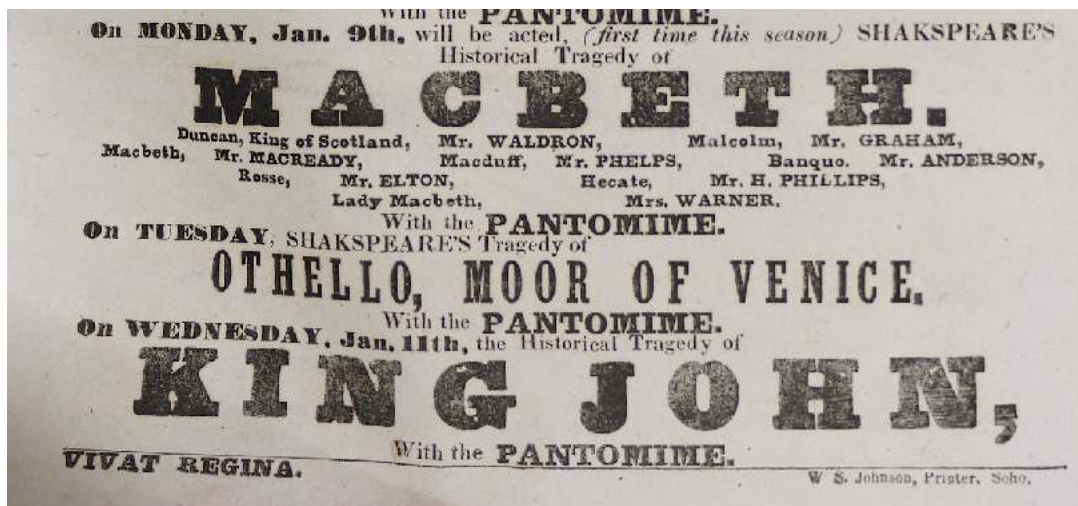 With the PANTOMIME.
On MONDAY, Jan. 9th, will be acted, (first time this season) SHAKSPEARE'S
Historical Tragedy of
MACBETH.
Duncan, King of Scotland, Mr. WALDRON, Malcolm, Mr. GRAHAM,
Macbeth, Mr. MACREADY, Macduff, Mr. PHELPS, Banquo. Mr. ANDERSON,
Rosse, Mr. ELTON, Hecate, Mr. H. PHILLIPS,
Lady Macbeth, Mrs. WARNER.
With the PANTOMIME.
On TUESDAY, SHAKSPEARE'S Tragedy of
OTHELLO, MOOR OF VENICE.
With the PANTOMIME.
On WEDNESDAY, Jan. 11th, the Historical Tragedy of
KING JOHN,
With the PANTOMIME.
VIVAT REGINA.
W S. Johnson, Printer, Soho.